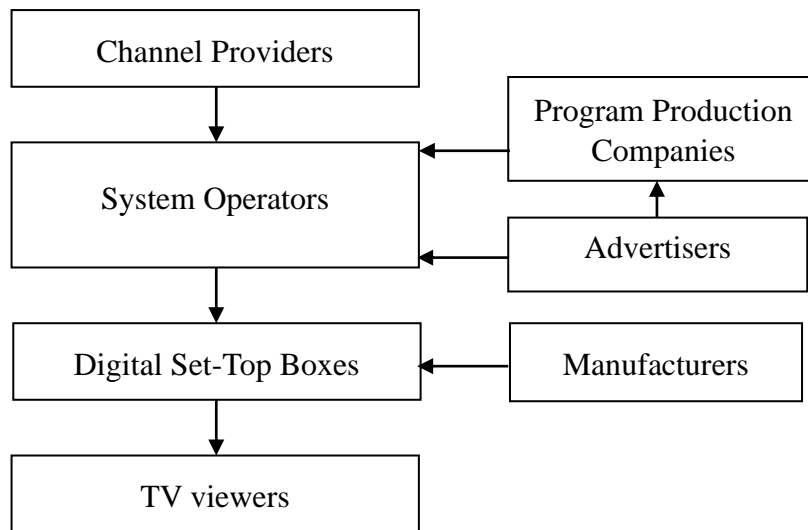 Channel Providers
Program Production
Companies
System Operators
Advertisers
Digital Set-Top Boxes
Manufacturers
TV viewers